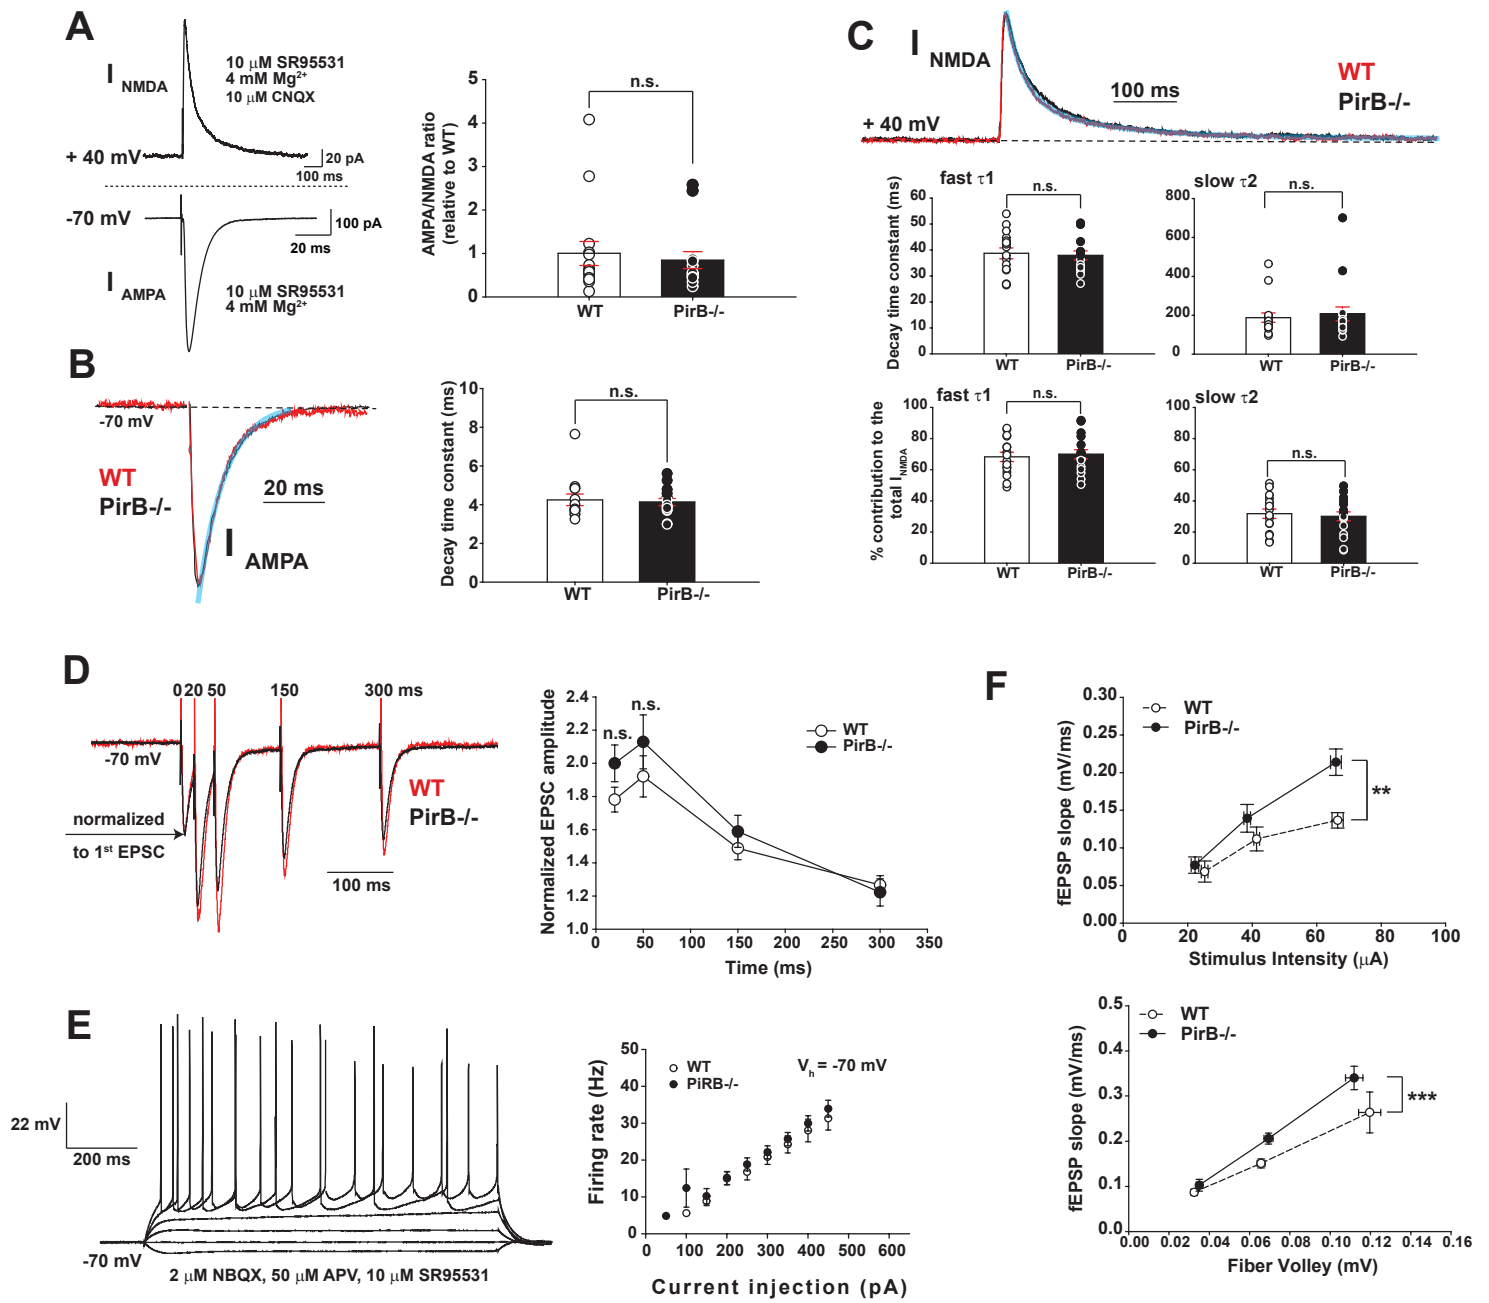 A
I NMDA
10 μM SR95531
4 mM Mg2+
10 μM CNQX
+ 40 mV
20 pA
100 ms
-70 mV
100 pA
20 ms
I AMPA
10 μM SR95531
4 mM Mg2+
AMPA/NMDA ratio
(relative to WT)
5
4
3
2
1
0
n.s.
WT
PirB-/-
B
-70 mV
WT
PirB-/-
20 ms
I AMPA
Decay time constant (ms)
10
8
6
4
2
0
n.s.
WT
PirB-/-
C
I NMDA
100 ms
WT
PirB-/-
+ 40 mV
fast τ1
n.s.
Decay time constant (ms)
60
50
40
30
20
10
0
WT
PirB-/-
slow τ2
n.s.
800
600
400
200
0
WT
PirB-/-
fast τ1
n.s.
% contribution to the
total INMDA
100
80
60
40
20
0
WT
PirB-/-
slow τ2
n.s.
100
80
60
40
20
0
WT
PirB-/-
D
0 20 50 150 300 ms
-70 mV
WT
PirB-/-
normalized
to 1st EPSC
100 ms
Normalized EPSC amplitude
2.4
2.2
2.0
1.8
1.6
1.4
1.2
1.0
n.s.
n.s.
WT
PirB-/-
0 50 100 150 200 250 300 350
Time (ms)
E
22 mV
200 ms
-70 mV
2 μM NBQX, 50 μM APV, 10 μM SR95531
Firing rate (Hz)
50
40
30
20
10
0
WT
PiRB-/-
Vh = -70 mV
0 100 200 300 400 500 600
Current injection (pA)
F
fEPSP slope (mV/ms)
0.30
0.25
0.20
0.15
0.10
0.05
0.00
WT
PirB-/-
**
0 20 40 60 80 100
Stimulus Intensity (μA)
fEPSP slope (mV/ms)
0.5
0.4
0.3
0.2
0.1
0.0
WT
PirB-/-
***
0.00 0.02 0.04 0.06 0.08 0.10 0.12 0.14 0.16
Fiber Volley (mV)